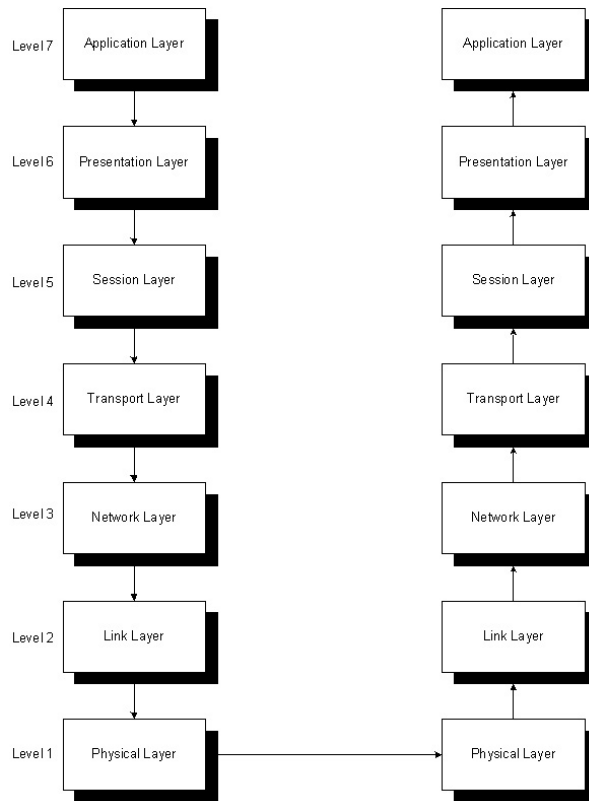 Level 7 Application Layer Application Layer
Level 6 Presentation Layer Presentation Layer
Level 5 Session Layer Session Layer
Level 4 Transport Layer Transport Layer
Level 3 Network Layer Network Layer
Level 2 Link Layer Link Layer
Level 1 Physical Layer Physical Layer